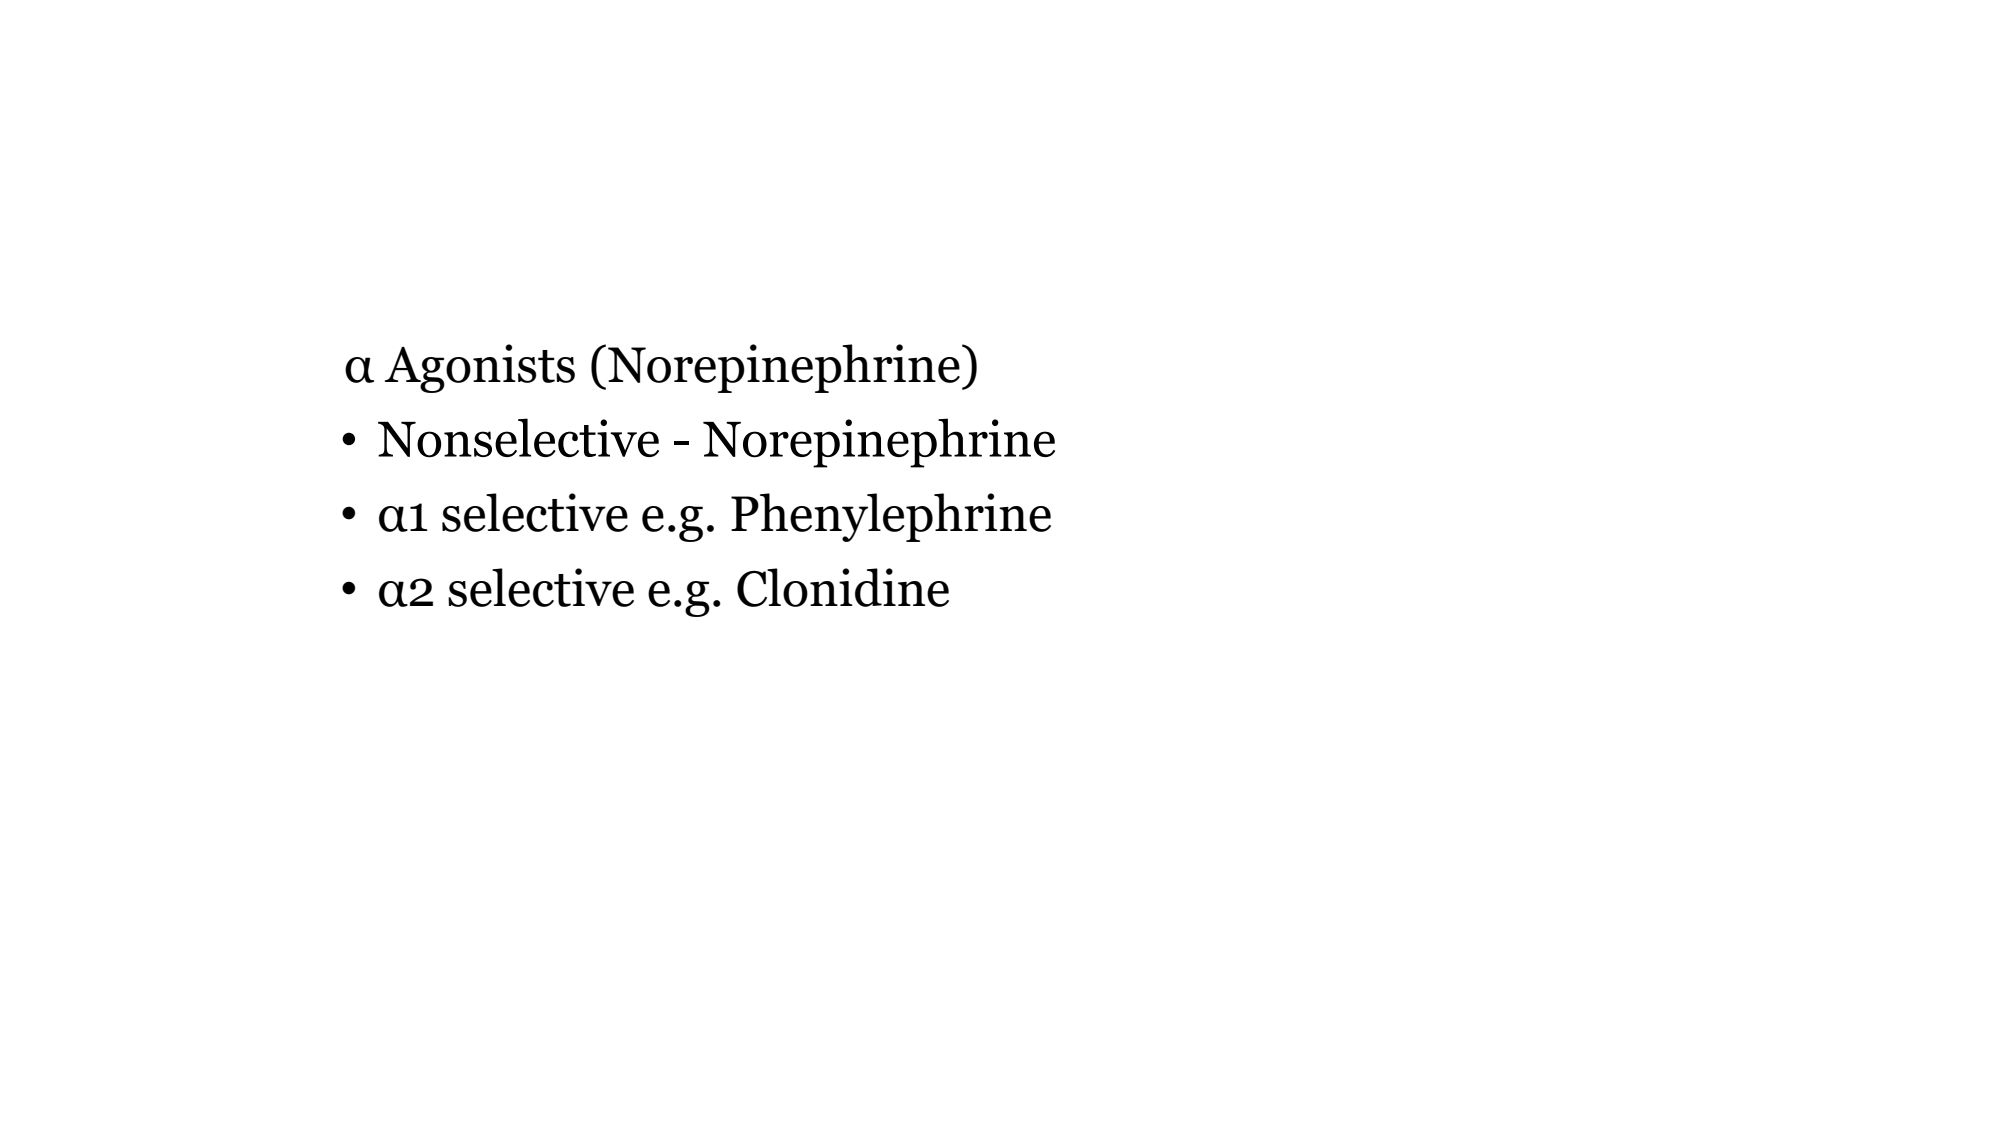 α Agonists (Norepinephrine)
• Nonselective - Norepinephrine
• α1 selective e.g. Phenylephrine
• α2 selective e.g. Clonidine